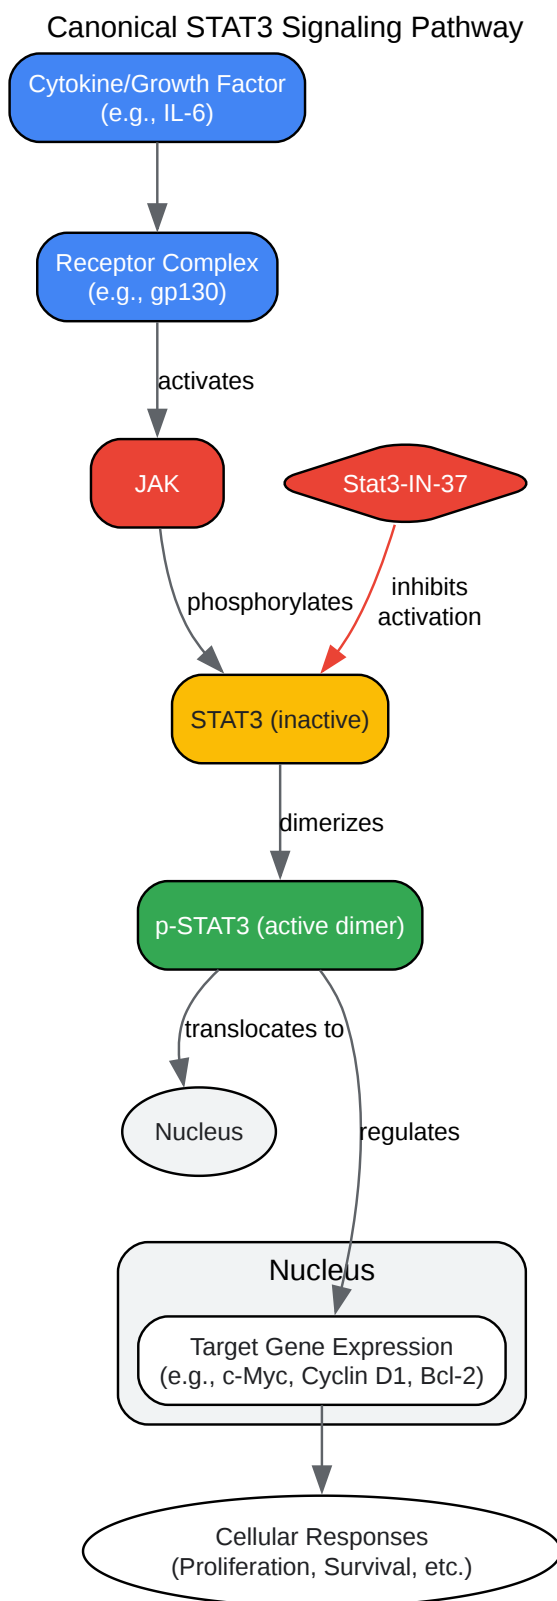 Canonical STAT3 Signaling Pathway
Cytokine/Growth Factor
(e.g., IL-6)
Receptor Complex
(e.g., gp130)
activates
JAK
Stat3-IN-37
phosphorylates
inhibits
activation
STAT3 (inactive)
dimerizes
p-STAT3 (active dimer)
translocates to
Nucleus
regulates
Nucleus
Target Gene Expression
(e.g., c-Myc, Cyclin D1, Bcl-2)
Cellular Responses
(Proliferation, Survival, etc.)